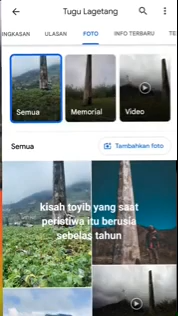 Tugu Lagetang
INGKASAN ULASAN FOTO INFO TERBARU TE
Semua Memorial Video
Semua Tambahkan foto
kisah toyib yang saat
peristiwa itu berusia
sebelas tahun